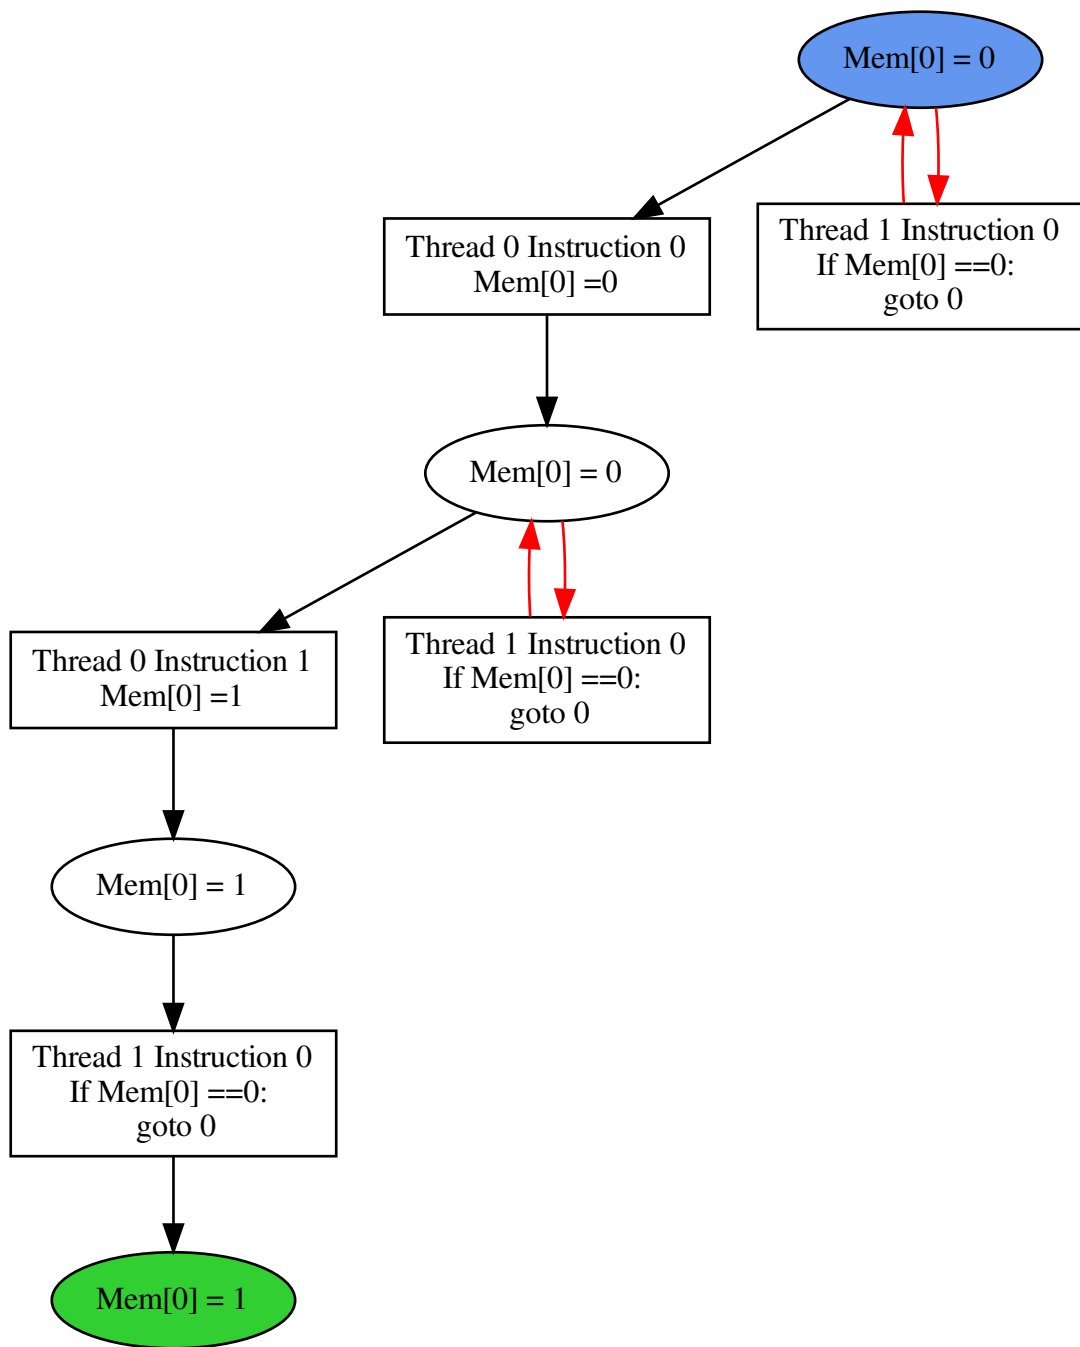 Mem[0] = 0
Thread 0 Instruction 0
Mem[0] =0
Thread 1 Instruction 0
If Mem[0] ==0:
goto 0
Mem[0] = 0
Thread 0 Instruction 1
Mem[0] =1
Thread 1 Instruction 0
If Mem[0] ==0:
goto 0
Mem[0] = 1
Thread 1 Instruction 0
If Mem[0] ==0:
goto 0
Mem[0] = 1